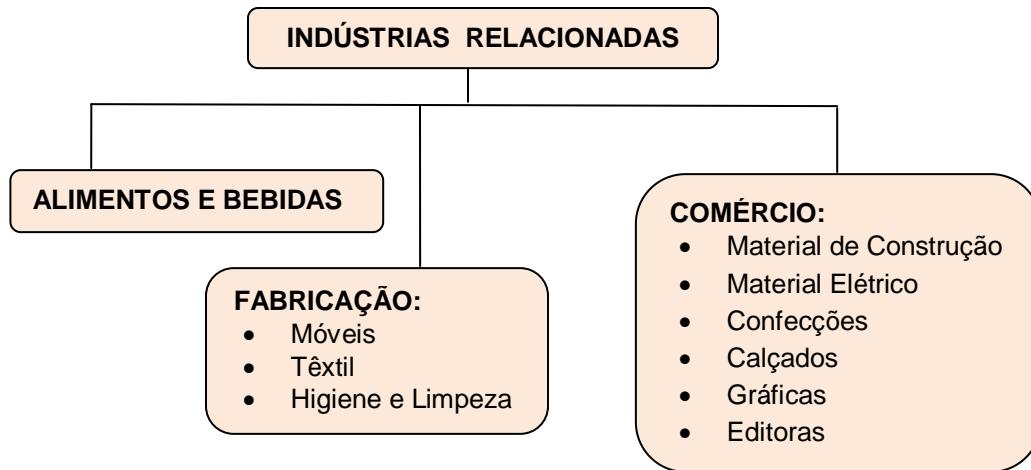 INDÚSTRIAS RELACIONADAS
ALIMENTOS E BEBIDAS
FABRICAÇÃO:
• Móveis
• Têxtil
• Higiene e Limpeza
COMÉRCIO:
• Material de Construção
• Material Elétrico
• Confecções
• Calçados
• Gráficas
• Editoras